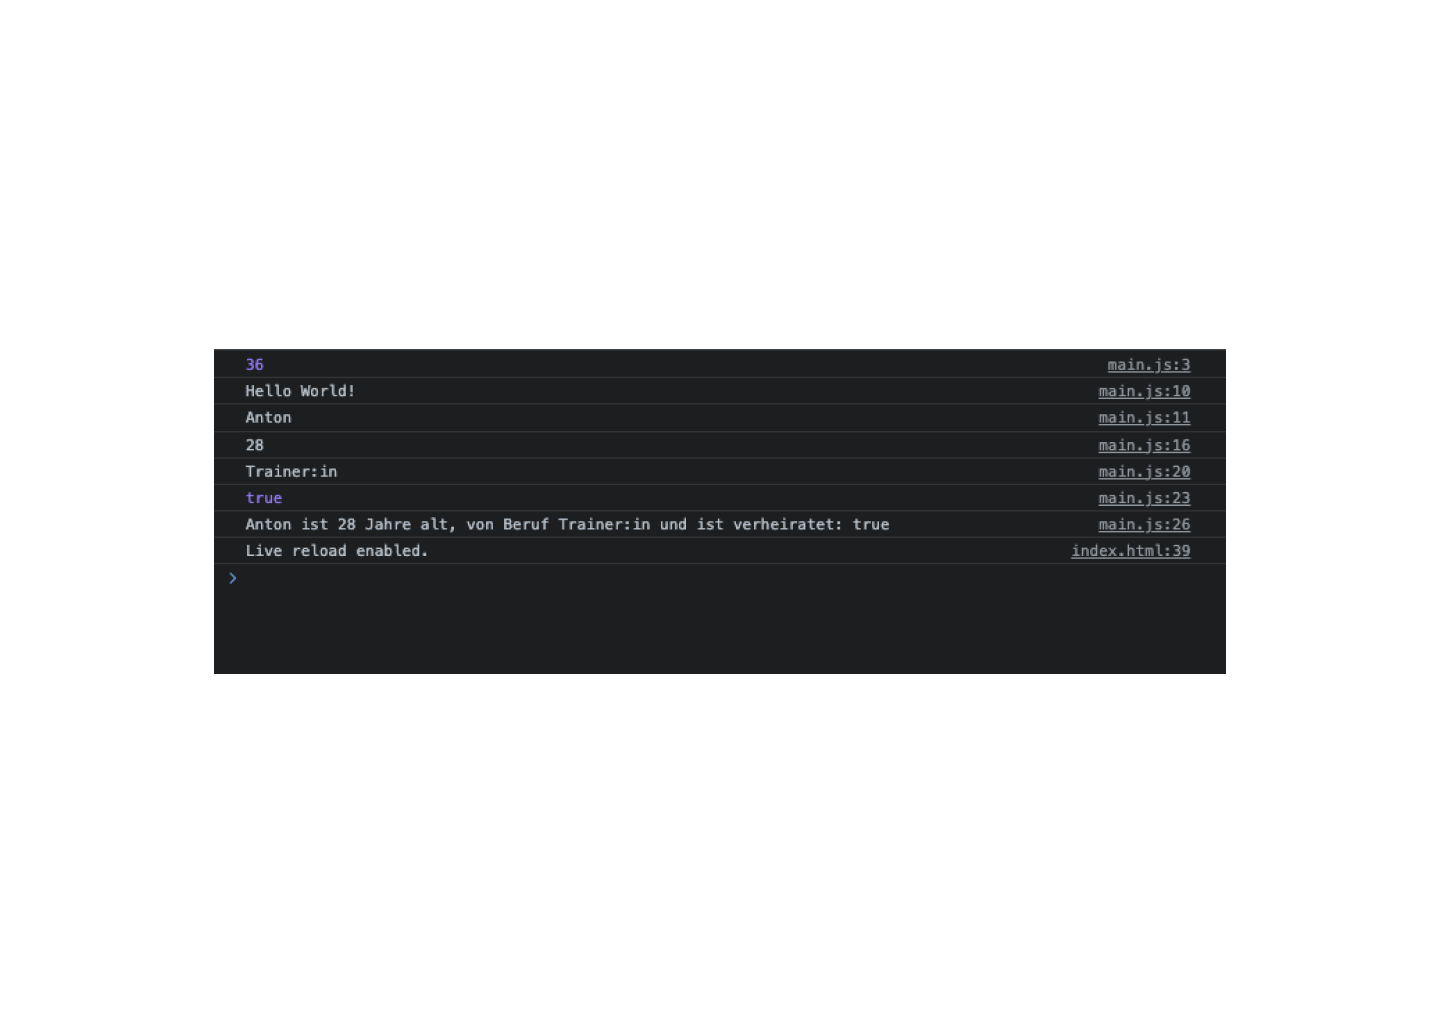 36 main.js:3
Hello World! main.js:10
Anton main.js:11
28 main.js:16
Trainer:in main.js:20
true main.js:23
Anton ist 28 Jahre alt, von Beruf Trainer:in und ist verheiratet: true main.js:26
Live reload enabled. index.html:39
>